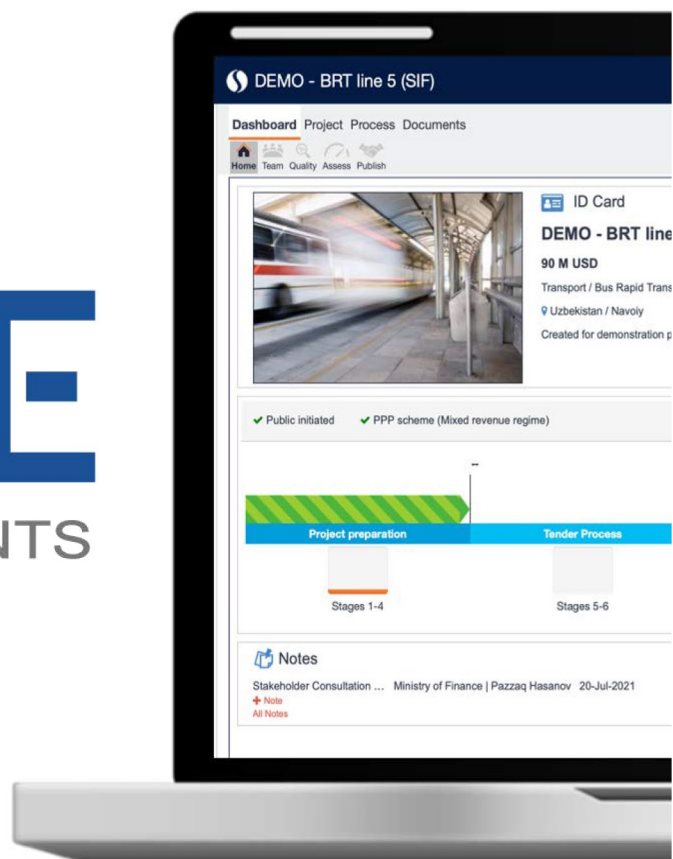 E
NTS
DEMO - BRT line 5 (SIF)
Dashboard Project Process Documents
Home Team Quality Assess Publish
ID Card
DEMO - BRT line
90 M USD
Transport / Bus Rapid Trans
Uzbekistan / Navoiy
Created for demonstration p
Public initiated PPP scheme (Mixed revenue regime)
--
Project preparation Tender Process
Stages 1-4 Stages 5-6
Notes
Stakeholder Consultation ... Ministry of Finance | Pazzaq Hasanov 20-Jul-2021
+ Note
All Notes